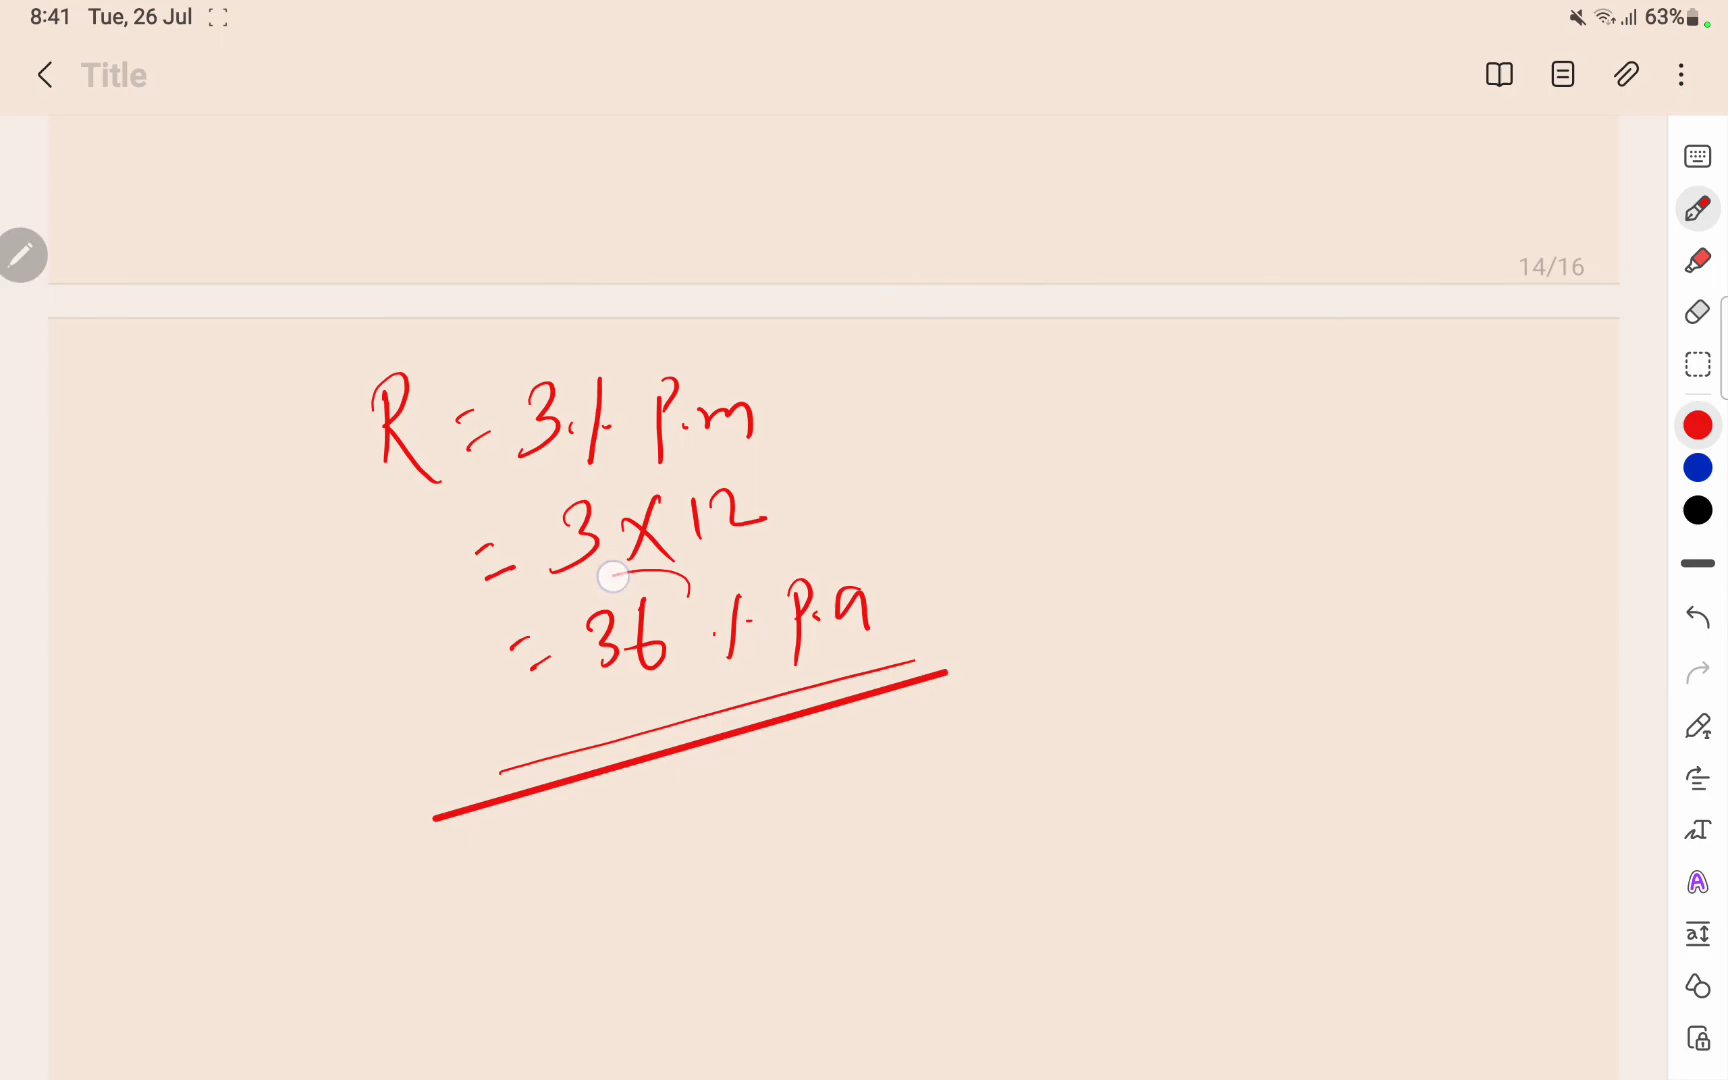 8:41 Tue, 26 Jul 63%
Title
14/16
R = 3% P.m
= 3 X 12
= 36 % p.a